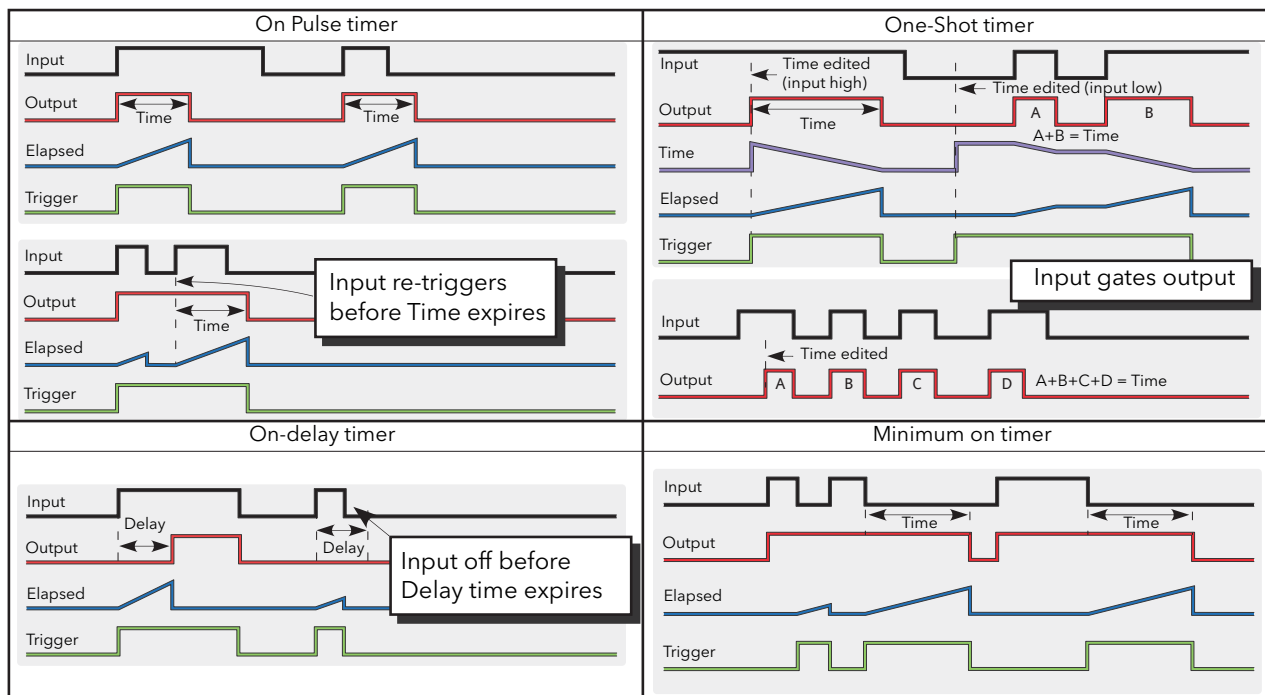 On Pulse timer
Input
Output
Time
Time
Elapsed
Trigger
Input
Output
Time
Input re-triggers
before Time expires
Elapsed
Trigger
One-Shot timer
Input
Time edited
(input high)
Time edited (input low)
Output
Time
A
B
A+B = Time
Time
Elapsed
Trigger
Input gates output
Input
Time edited
Output
A
B
C
D
A+B+C+D = Time
On-delay timer
Input
Delay
Delay
Output
Input off before
Delay time expires
Elapsed
Trigger
Minimum on timer
Input
Time
Time
Output
Elapsed
Trigger